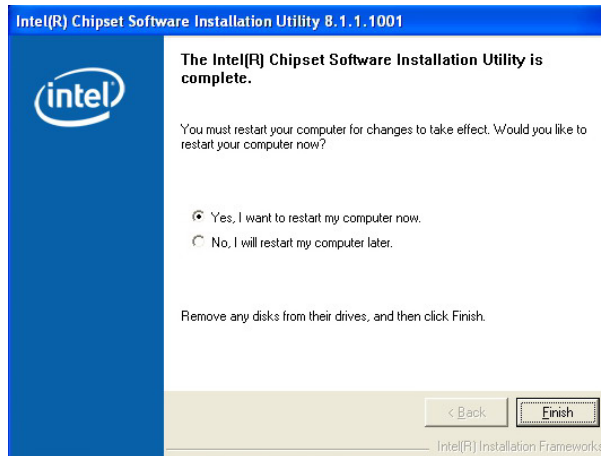 Intel(R) Chipset Software Installation Utility 8.1.1.1001
The Intel(R) Chipset Software Installation Utility is
complete.
intel
You must restart your computer for changes to take effect. Would you like to
restart your computer now?
Yes, I want to restart my computer now.
No, I will restart my computer later.
Remove any disks from their drives, and then click Finish.
< Back
Finish
Intel(R) Installation Frameworks